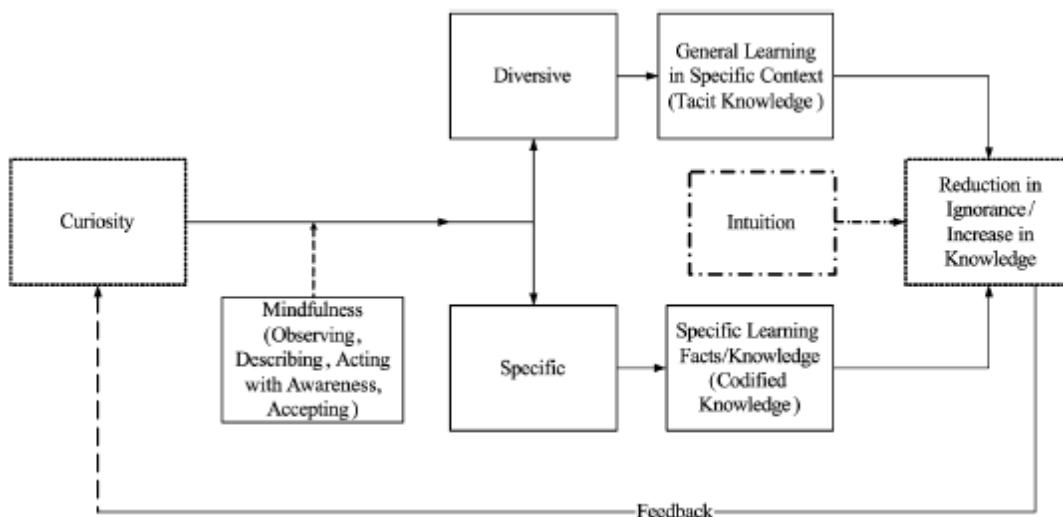 Diversive
General Learning
in Specific Context
(Tacit Knowledge)
Curiosity
Intuition
Reduction in
Ignorance/
Increase in
Knowledge
Mindfulness
(Observing,
Describing, Acting
with Awareness,
Accepting)
Specific
Specific Learning
Facts/Knowledge
(Codified
Knowledge)
Feedback